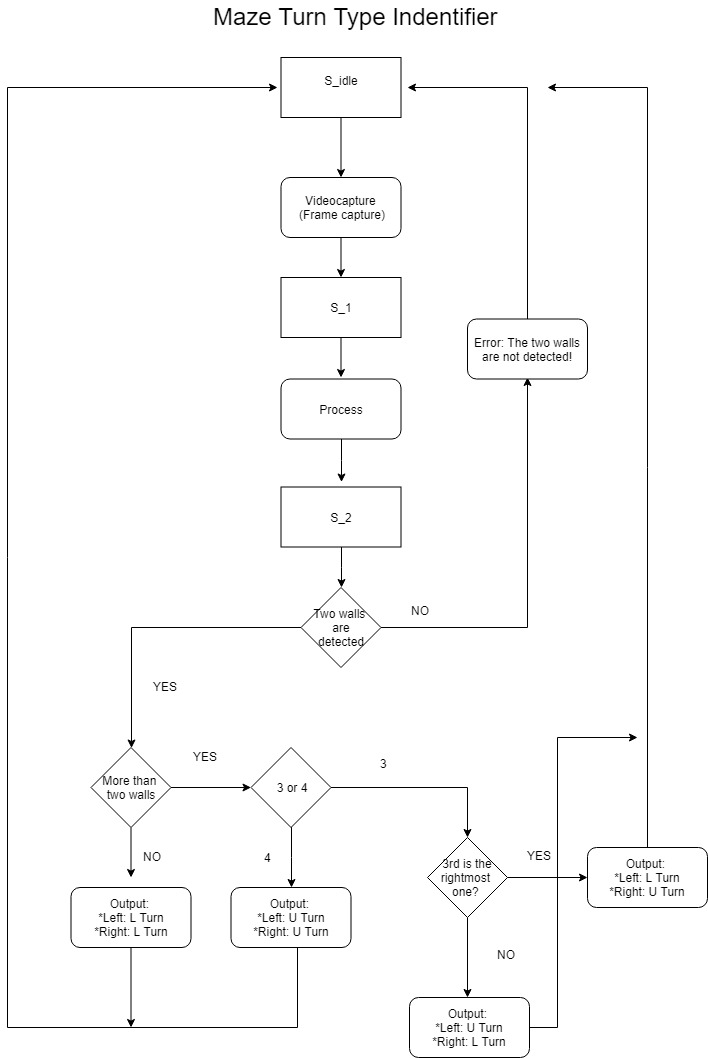 Maze Turn Type Indentifier
S_idle
Videocapture
(Frame capture)
S_1
Error: The two walls
are not detected!
Process
S_2
Two walls
are
detected
NO
YES
YES
3
More than
two walls
3 or 4
NO
4
3rd is the
rightmost
one?
YES
Output:
*Left: L Turn
*Right: U Turn
Output:
*Left: L Turn
*Right: L Turn
Output:
*Left: U Turn
*Right: U Turn
NO
Output:
*Left: U Turn
*Right: L Turn